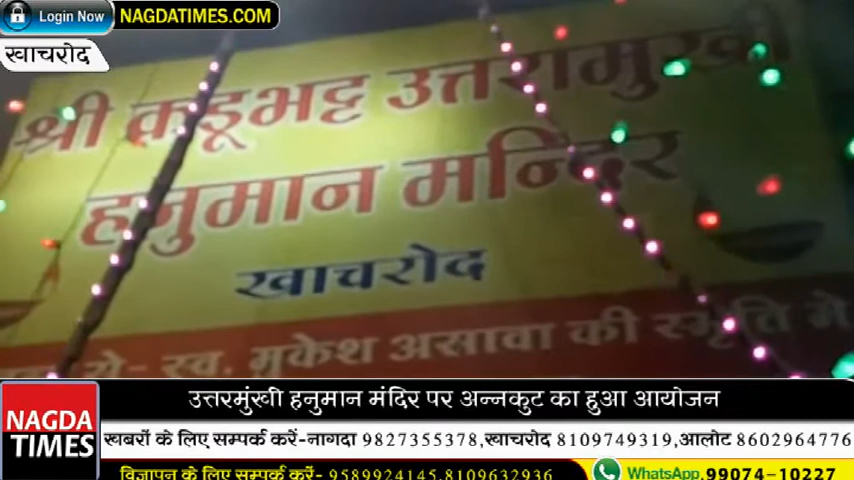 Login Now
NAGDATIMES.COM
खाचरोद
श्री कडूभट्ट उत्तरामुखी
हनुमान मन्दिर
खाचरोद
ये- स्व. मुकेश असावा की स्मृति में
उत्तरमुंखी हनुमान मंदिर पर अन्नकुट का हुआ आयोजन
NAGDA
TIMES
खबरों के लिए सम्पर्क करें-नागदा 9827355378,खाचरोद 8109749319,आलोट 8602964776
विज्ञापन के लिए सम्पर्क करें- 9589924145,8109632936
WhatsApp 99074-10227